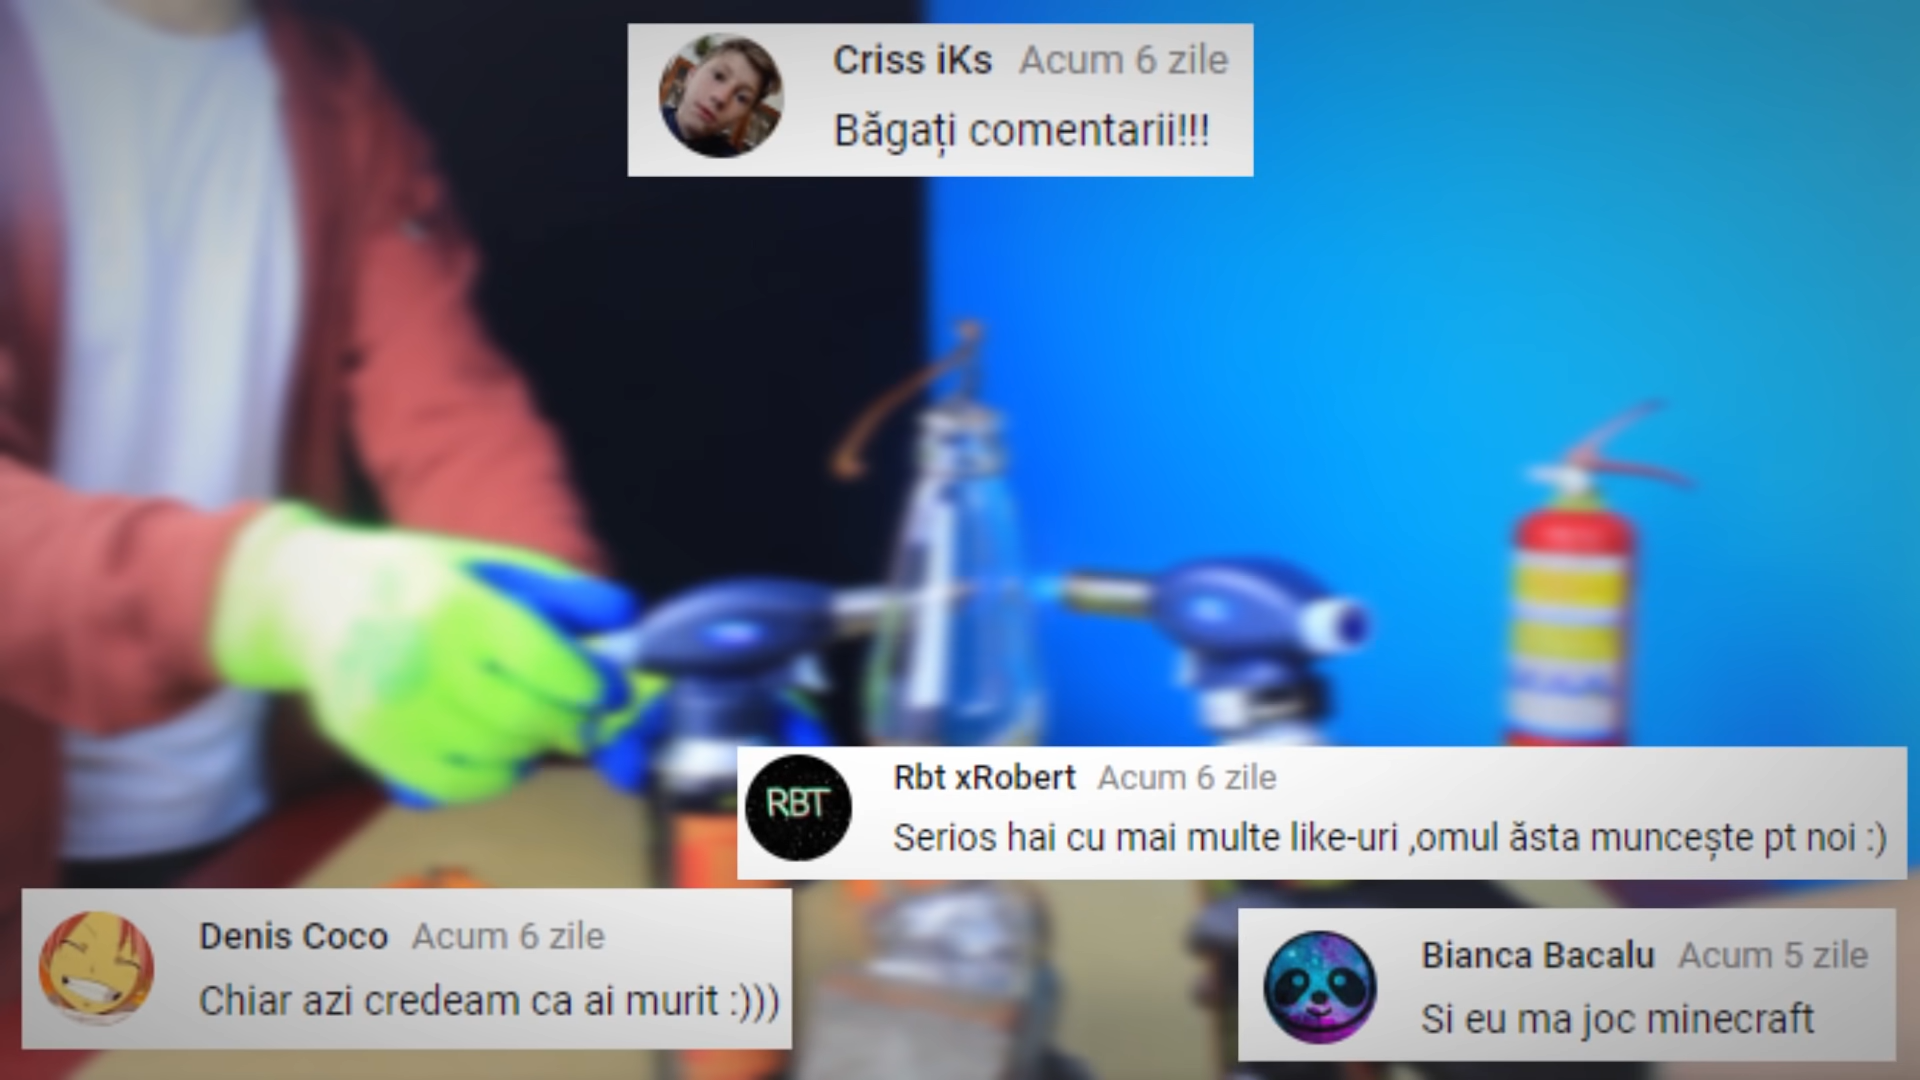 Criss iKs Acum 6 zile
Băgați comentarii!!!
RBT
Rbt xRobert Acum 6 zile
Serios hai cu mai multe like-uri ,omul ăsta muncește pt noi :)
Denis Coco Acum 6 zile
Chiar azi credeam ca ai murit :)))
Bianca Bacalu Acum 5 zile
Si eu ma joc minecraft